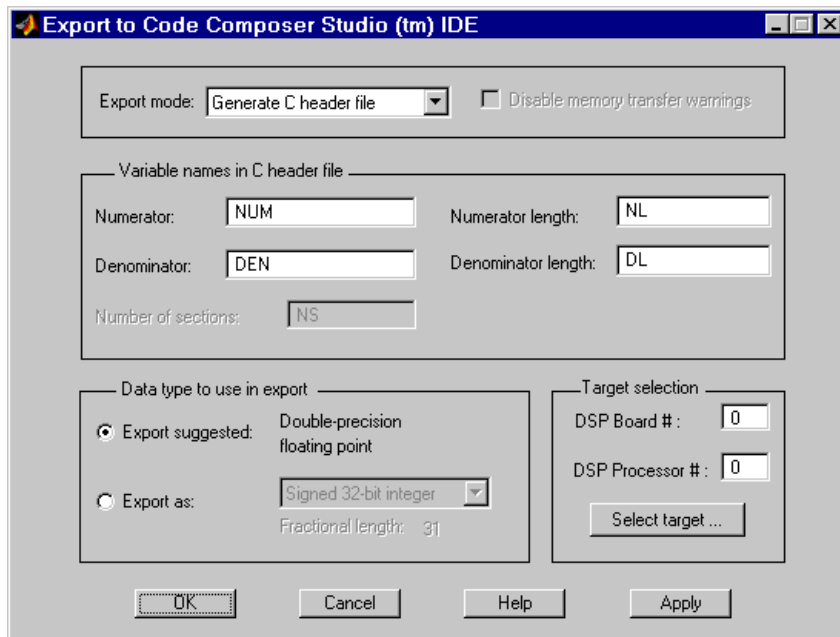 Export to Code Composer Studio (tm) IDE
Export mode: Generate C header file Disable memory transfer warnings
Variable names in C header file
Numerator: NUM Numerator length: NL
Denominator: DEN Denominator length: DL
Number of sections: NS
Data type to use in export
Export suggested: Double-precision
floating point
Export as: Signed 32-bit integer
Fractional length: 31
Target selection
DSP Board # : 0
DSP Processor # : 0
Select target ...
OK Cancel Help Apply